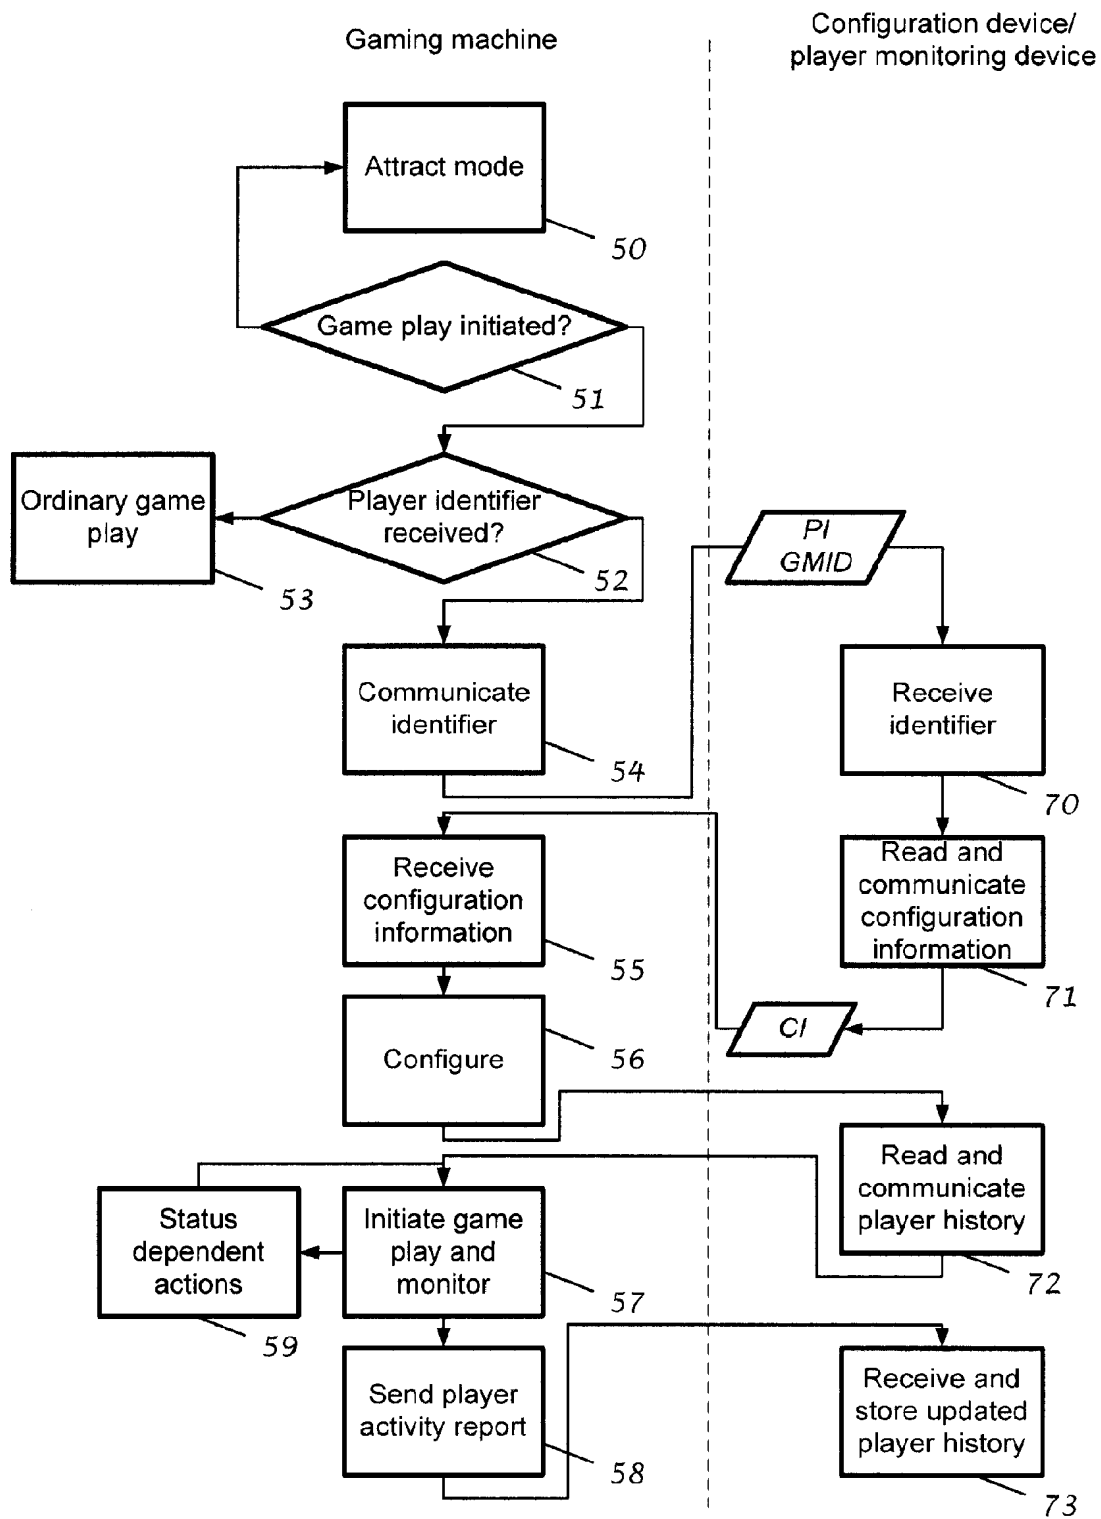 Gaming machine
Configuration device/
player monitoring device
Attract mode
50
Game play initiated?
51
Player identifier
received?
52
Ordinary game
play
53
PI
GMID
Communicate
identifier
54
Receive
identifier
70
Receive
configuration
information
55
Read and
communicate
configuration
information
71
CI
Configure
56
Read and
communicate
player history
72
Status
dependent
actions
59
Initiate game
play and
monitor
57
Send player
activity report
58
Receive and
store updated
player history
73